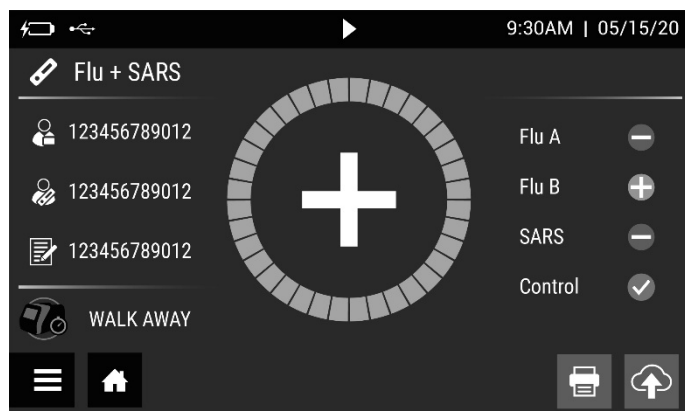 9:30AM | 05/15/20
Flu + SARS
123456789012
123456789012
123456789012
WALK AWAY
Flu A
Flu B
SARS
Control